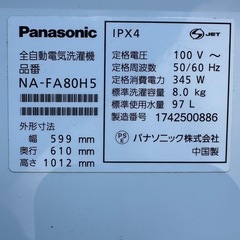 Panasonic
IPX4
JET
全自動電気洗濯機
品番
NA-FA80H5
定格電圧：100 V～
定格周波数：50/60 Hz
定格消費電力：345 W
標準洗濯容量：8.0 kg
標準使用水量：97 L
製造番号 1742500886
外形寸法
幅：599 mm
奥行：610 mm
高さ：1012 mm
PS E
パナソニック株式会社
中国製